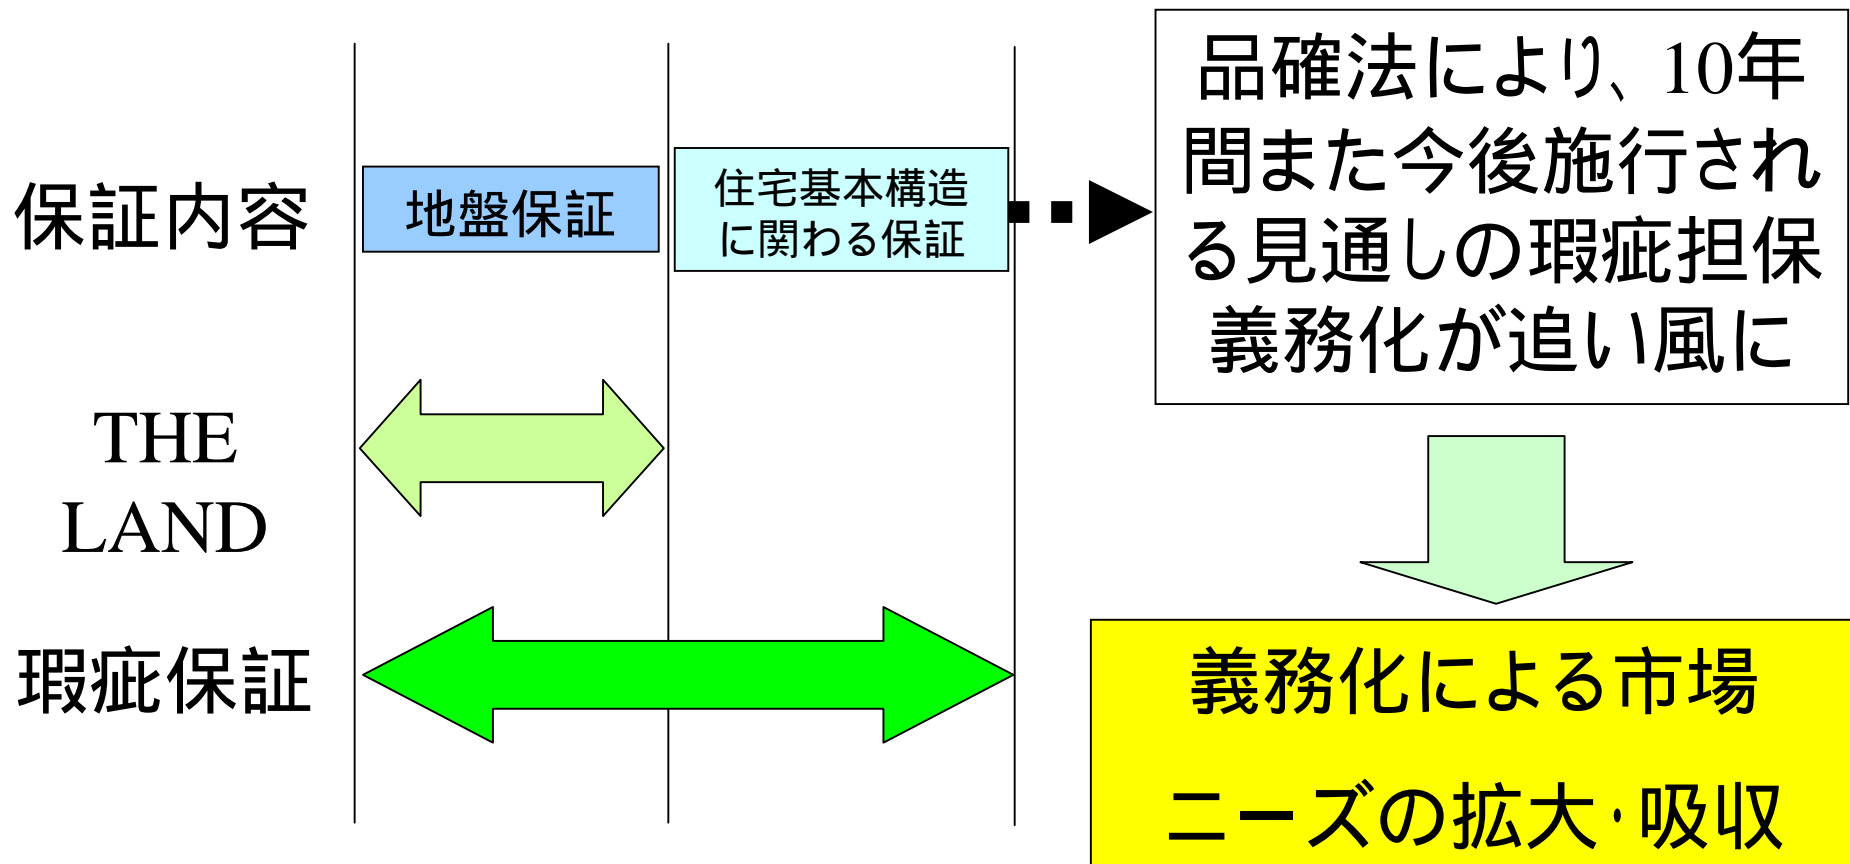 保証内容
地盤保証
住宅基本構造
に関わる保証
品確法により、10年
間また今後施行され
る見通しの瑕疵担保
義務化が追い風に
THE
LAND
瑕疵保証
義務化による市場
ニーズの拡大・吸収